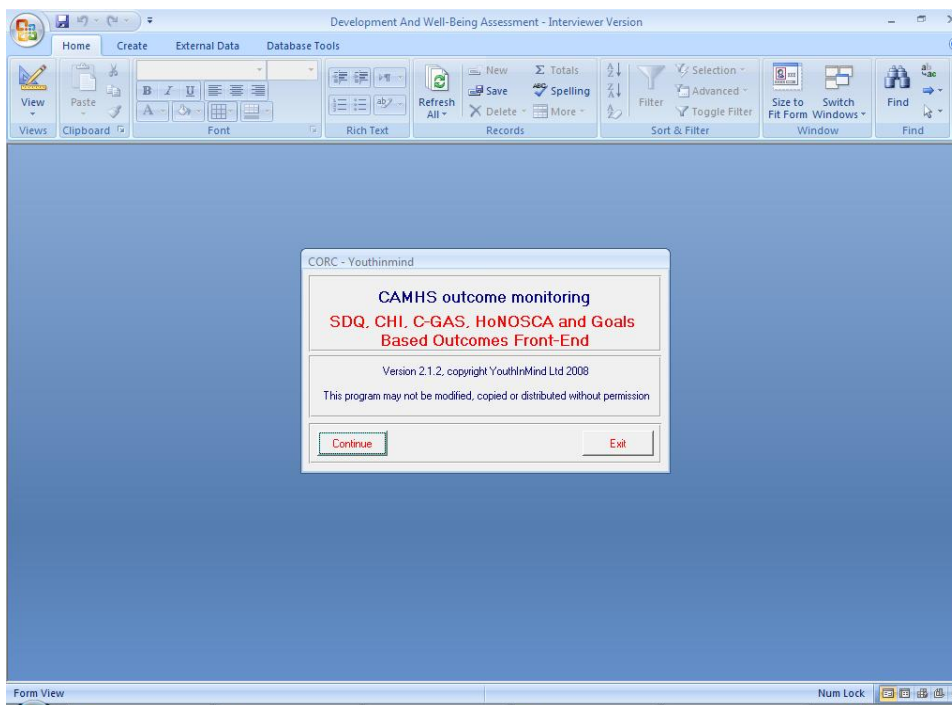 Development And Well-Being Assessment - Interviewer Version
Home Create External Data Database Tools
View
Views
Paste
Clipboard
B I U
A
Font
Rich Text
Refresh All
New
Save
Delete
Σ Totals
Spelling
More
Records
Filter
Selection
Advanced
Toggle Filter
Sort & Filter
Size to Fit Form
Switch Windows
Window
Find
Find
CORC - Youthinmind
CAMHS outcome monitoring
SDQ, CHI, C-GAS, HoNOSCA and Goals
Based Outcomes Front-End
Version 2.1.2, copyright YouthInMind Ltd 2008
This program may not be modified, copied or distributed without permission
Continue Exit
Form View Num Lock